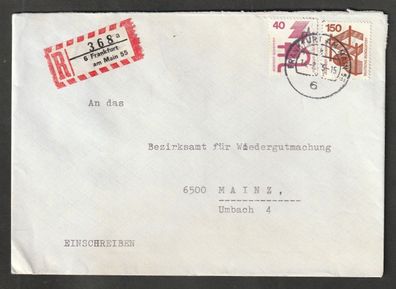 R
368 a
6 Frankfurt
am Main 55
40
150
6
An das
Bezirksamt für Wiedergutmachung
6500 MAINZ,
Umbach 4
EINSCHREIBEN